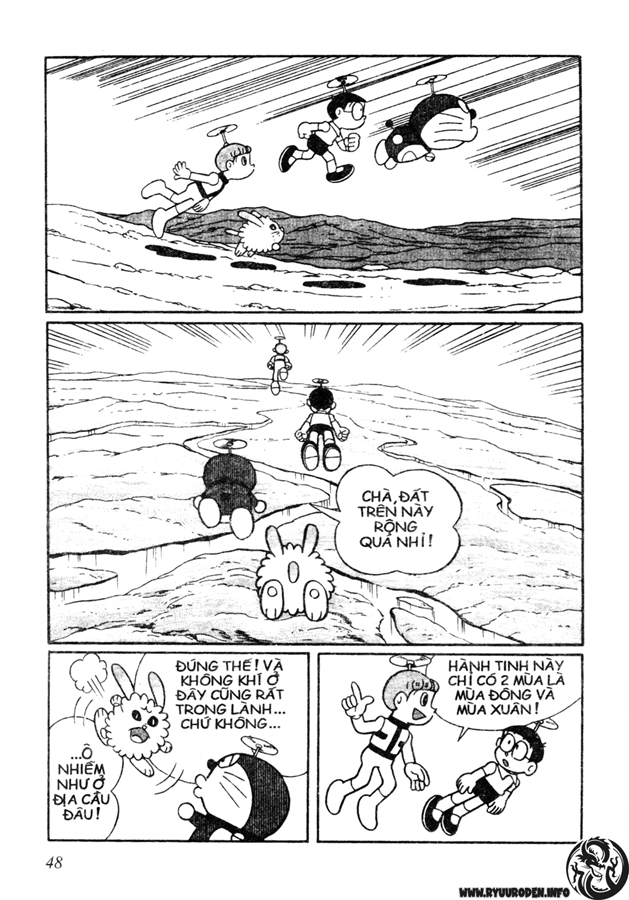 CHÀ, ĐẤT
TRÊN NÀY
RỘNG
QUÁ NHỈ!
ĐÚNG THẾ! VÀ
KHÔNG KHÍ Ở
ĐÂY CŨNG RẤT
TRONG LÀNH...
CHỨ KHÔNG...
...Ô
NHIỄM
NHƯ Ở
ĐỊA CẦU
ĐÂU!
HÀNH TINH NÀY
CHỈ CÓ 2 MÙA LÀ
MÙA ĐÔNG VÀ
MÙA XUÂN!
48
WWW.RYUURODEN.INFO